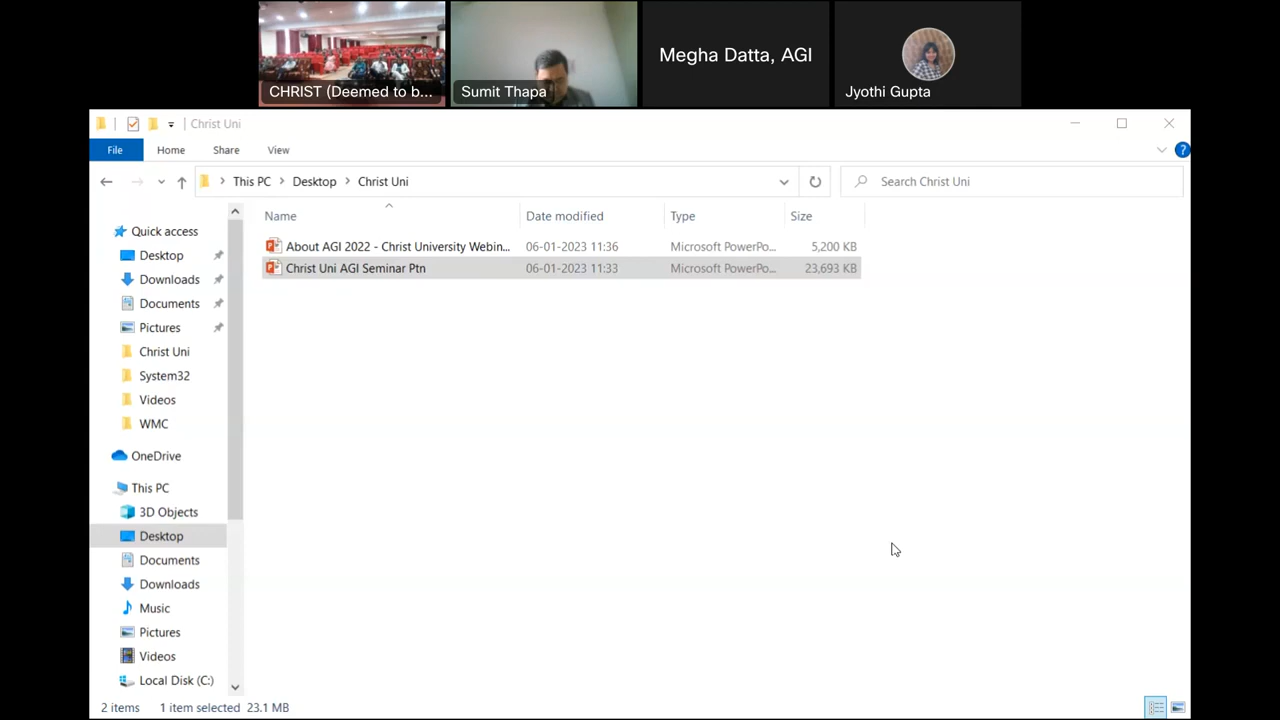 CHRIST (Deemed to b...
Sumit Thapa
Megha Datta, AGI
Jyothi Gupta
Christ Uni
File Home Share View
This PC Desktop Christ Uni
Search Christ Uni
Name Date modified Type Size
About AGI 2022 - Christ University Webin... 06-01-2023 11:36 Microsoft PowerPo... 5,200 KB
Christ Uni AGI Seminar Ptn 06-01-2023 11:33 Microsoft PowerPo... 23,693 KB
Quick access
Desktop
Downloads
Documents
Pictures
Christ Uni
System32
Videos
WMC
OneDrive
This PC
3D Objects
Desktop
Documents
Downloads
Music
Pictures
Videos
Local Disk (C:)
2 items 1 item selected 23.1 MB